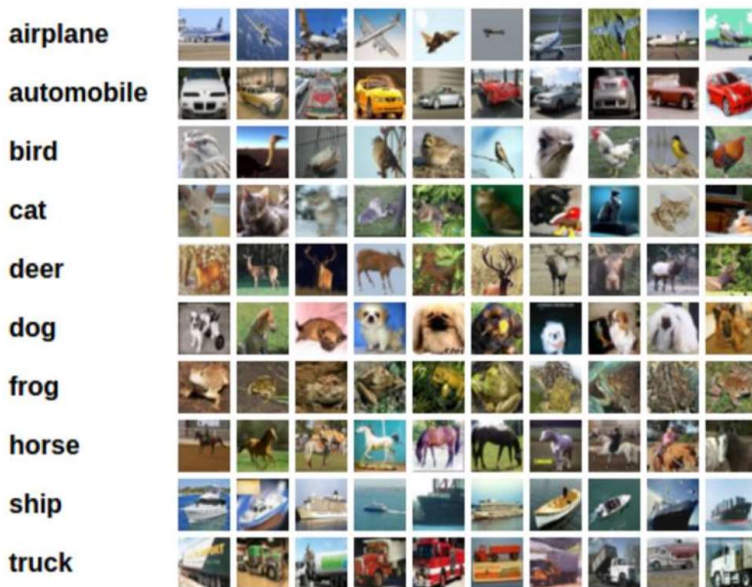 airplane
automobile
bird
cat
deer
dog
frog
horse
ship
truck